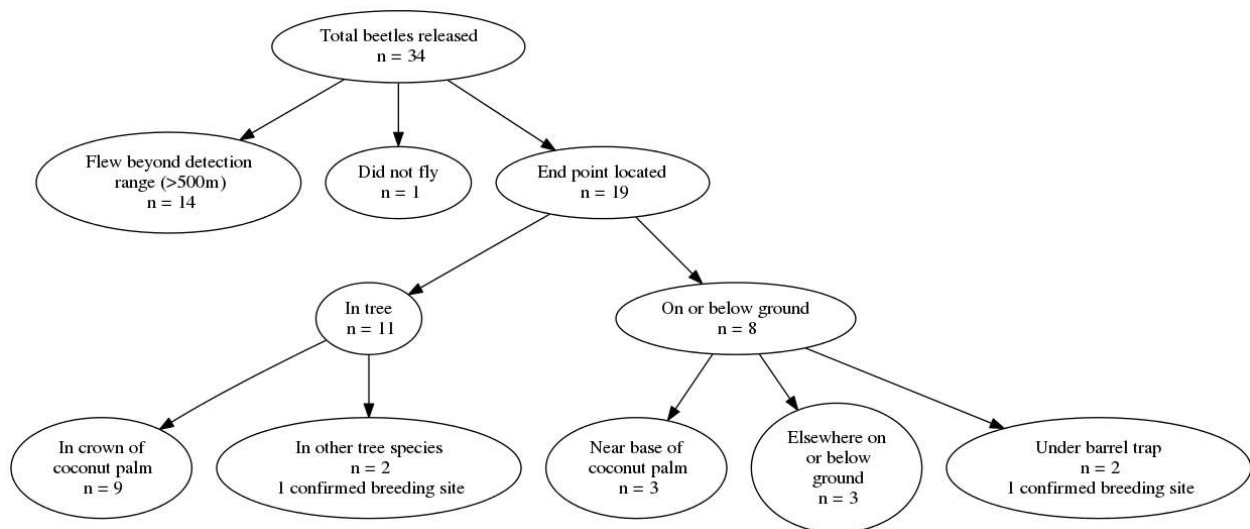 Total beetles released
n = 34
Flew beyond detection
range (>500m)
n = 14
Did not fly
n = 1
End point located
n = 19
In tree
n = 11
On or below ground
n = 8
In crown of
coconut palm
n = 9
In other tree species
n = 2
1 confirmed breeding site
Near base of
coconut palm
n = 3
Elsewhere on
or below
ground
n = 3
Under barrel trap
n = 2
1 confirmed breeding site